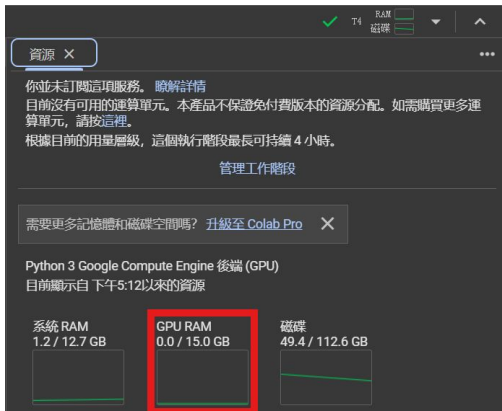 T4 RAM
磁碟
資源
你並未訂閱這項服務。 瞭解詳情
目前沒有可用的運算單元。本產品不保證免付費版本的資源分配。如需購買更多運
算單元，請按這裡。
根據目前的用量層級，這個執行階段最長可持續 4 小時。
管理工作階段
需要更多記憶體和磁碟空間嗎？ 升級至 Colab Pro
Python 3 Google Compute Engine 後端 (GPU)
目前顯示自 下午5:12以來的資源
系統 RAM GPU RAM 磁碟
1.2 / 12.7 GB 0.0 / 15.0 GB 49.4 / 112.6 GB